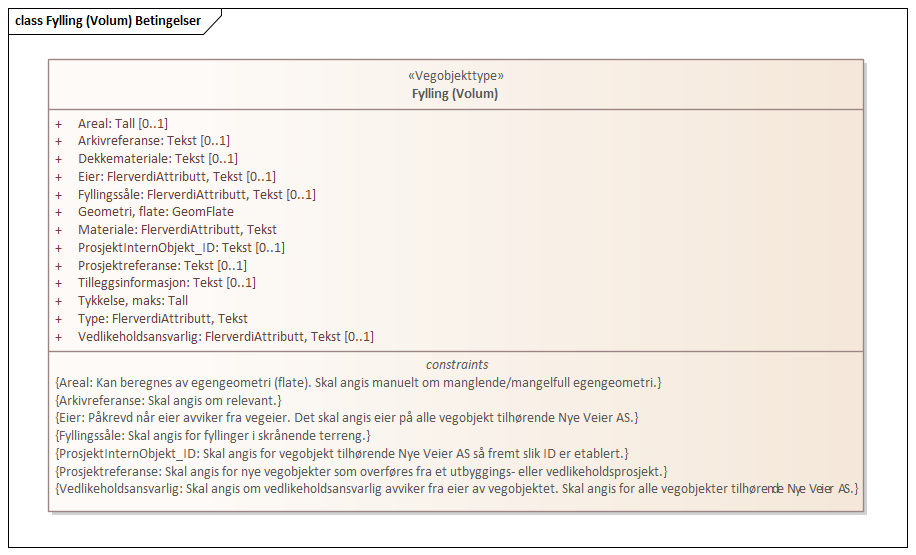 class Fylling (Volum) Betingelser
«Vegobjekttype»
Fylling (Volum)
+ Areal: Tall [0..1]
+ Arkivreferanse: Tekst [0..1]
+ Dekkemateriale: Tekst [0..1]
+ Eier: FlerverdiAttributt, Tekst [0..1]
+ Fyllingssåle: FlerverdiAttributt, Tekst [0..1]
+ Geometri, flate: GeomFlate
+ Materiale: FlerverdiAttributt, Tekst
+ ProsjektInternObjekt_ID: Tekst [0..1]
+ Prosjektreferanse: Tekst [0..1]
+ Tilleggsinformasjon: Tekst [0..1]
+ Tykkelse, maks: Tall
+ Type: FlerverdiAttributt, Tekst
+ Vedlikeholdsansvarlig: FlerverdiAttributt, Tekst [0..1]
constraints
{Areal: Kan beregnes av egengeometri (flate). Skal angis manuelt om manglende/mangelfull egengeometri.}
{Arkivreferanse: Skal angis om relevant.}
{Eier: Påkrevd når eier avviker fra vegeier. Det skal angis eier på alle vegobjekt tilhørende Nye Veier AS.}
{Fyllingssåle: Skal angis for fyllinger i skrånende terreng.}
{ProsjektInternObjekt_ID: Skal angis for vegobjekt tilhørende Nye Veier AS så fremt slik ID er etablert.}
{Prosjektreferanse: Skal angis for nye vegobjekter som overføres fra et utbyggings- eller vedlikeholdsprosjekt.}
{Vedlikeholdsansvarlig: Skal angis om vedlikeholdsansvarlig avviker fra eier av vegobjektet. Skal angis for alle vegobjekter tilhørende Nye Veier AS.}